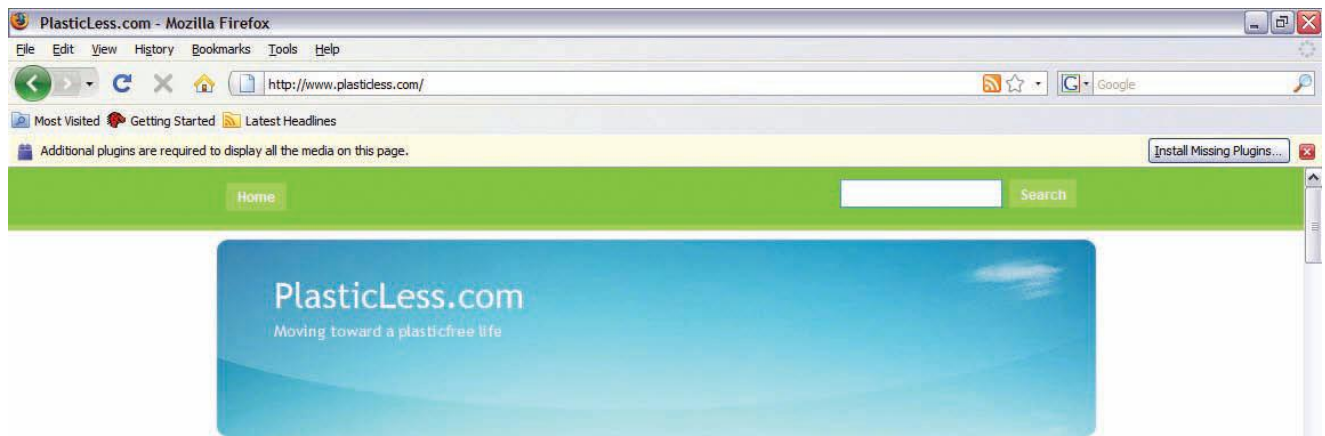 PlasticLess.com - Mozilla Firefox
File Edit View History Bookmarks Tools Help
http://www.plasticless.com/ G Google
Most Visited Getting Started Latest Headlines
Additional plugins are required to display all the media on this page. Install Missing Plugins...
Home Search
PlasticLess.com
Moving toward a plasticfree life